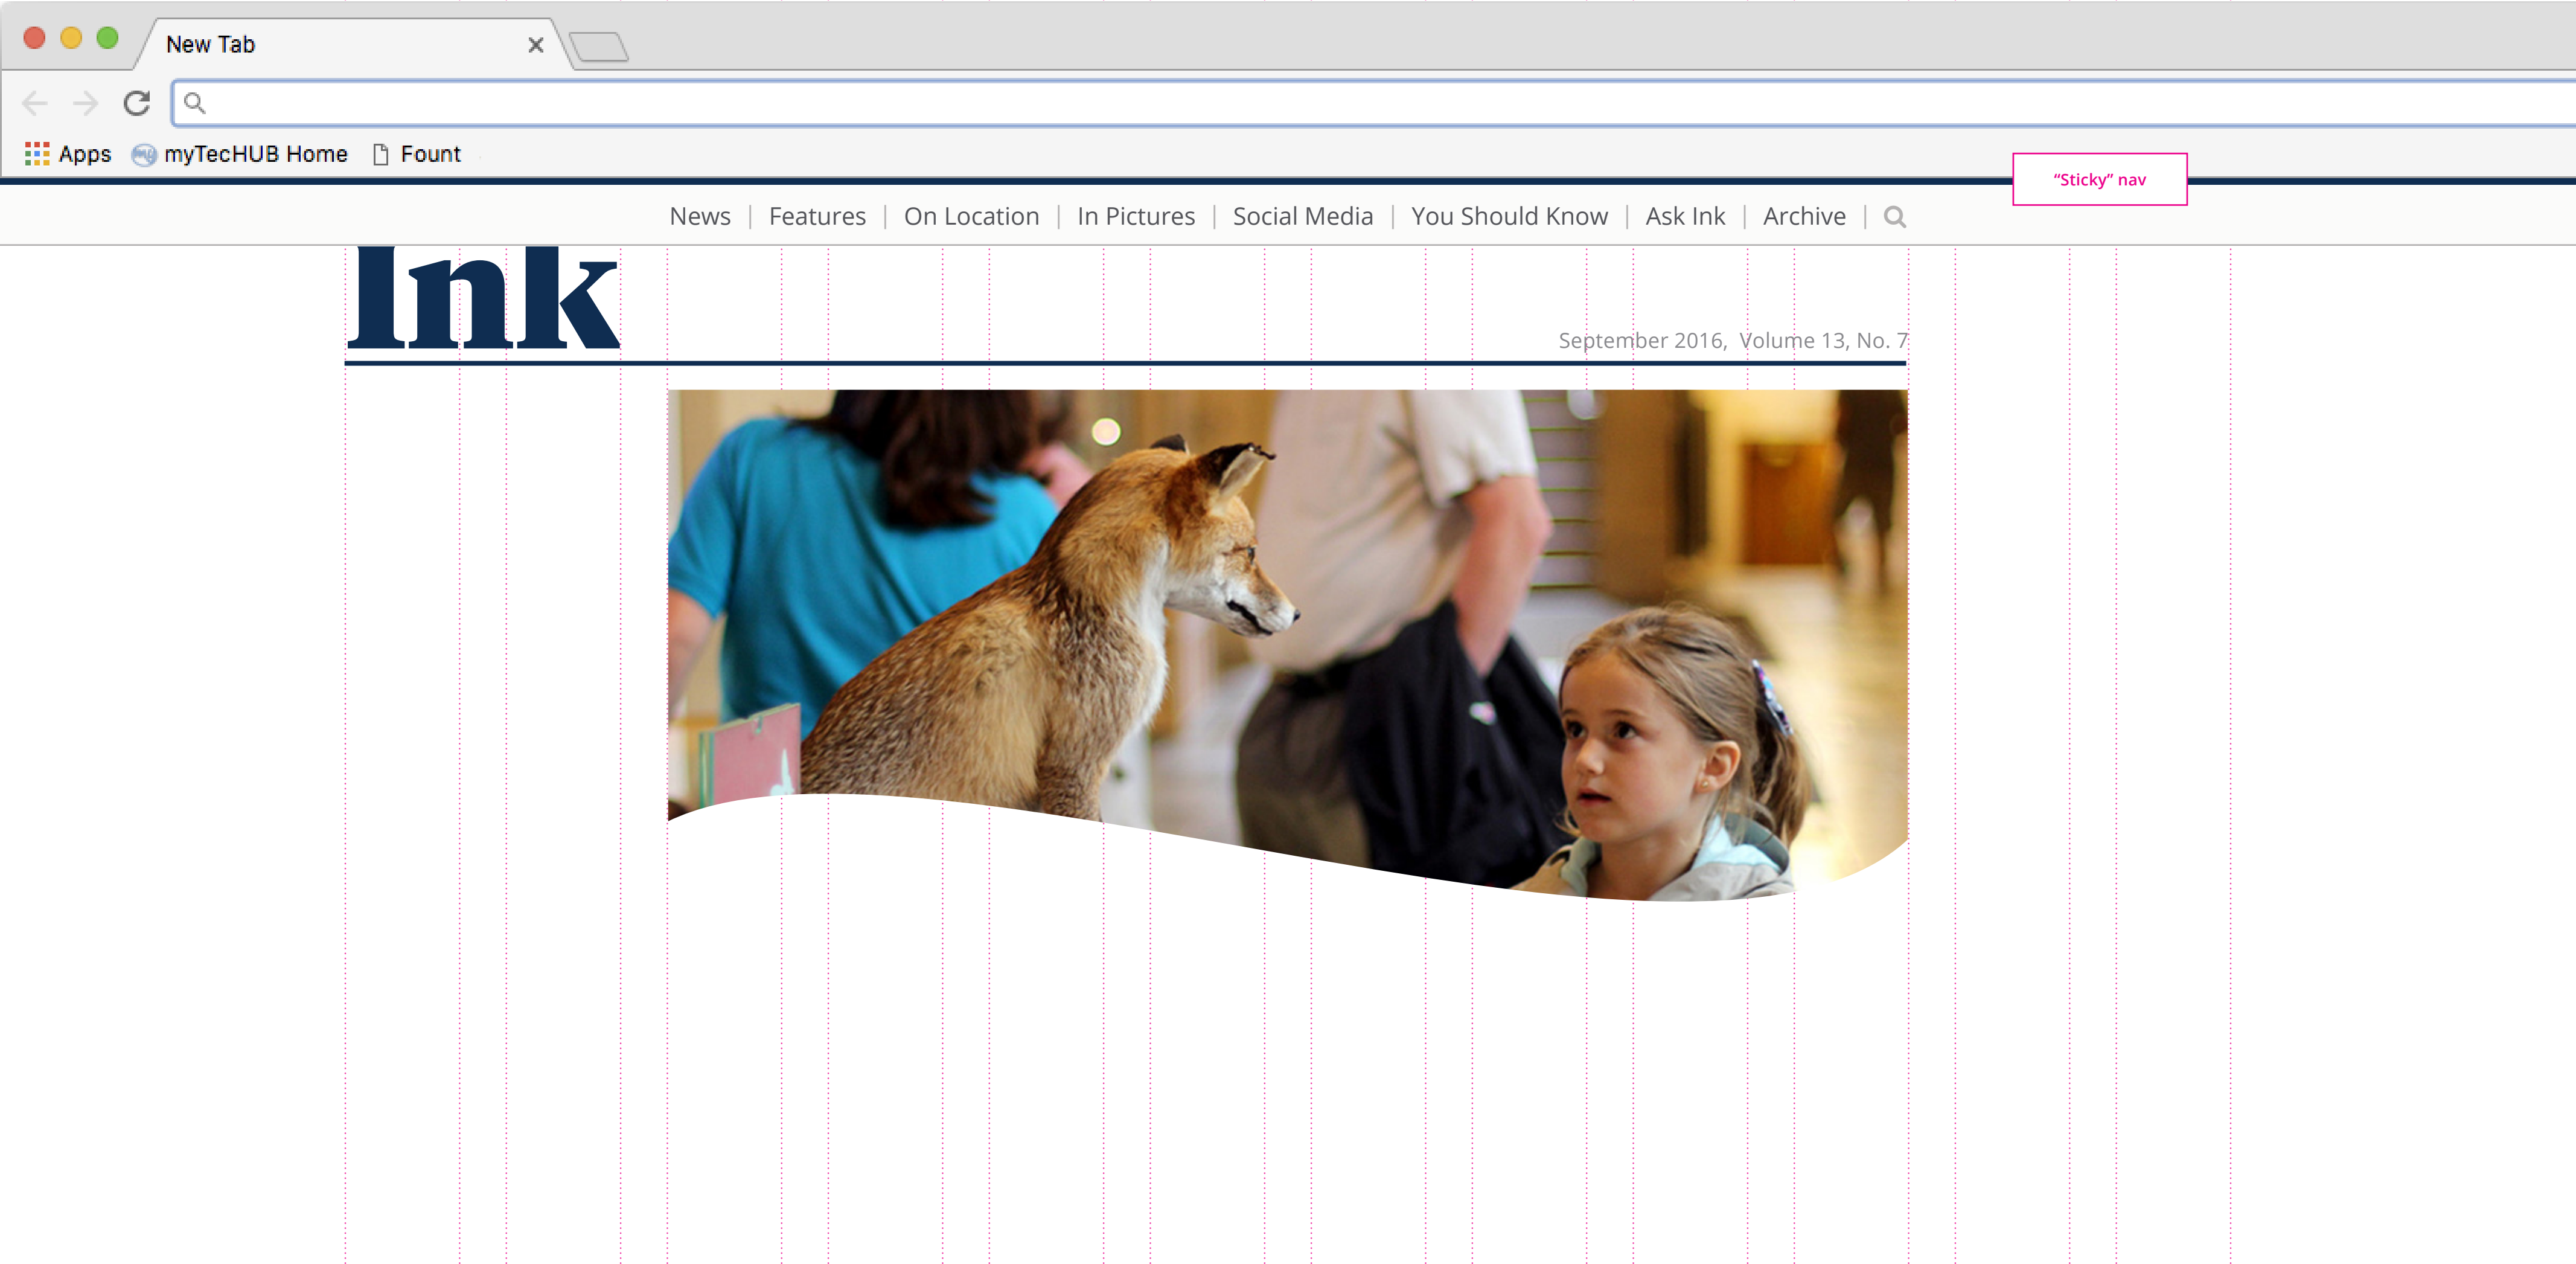 New Tab
Apps myTecHUB Home Fount
“Sticky” nav
News | Features | On Location | In Pictures | Social Media | You Should Know | Ask Ink | Archive |
Ink
September 2016, Volume 13, No. 7